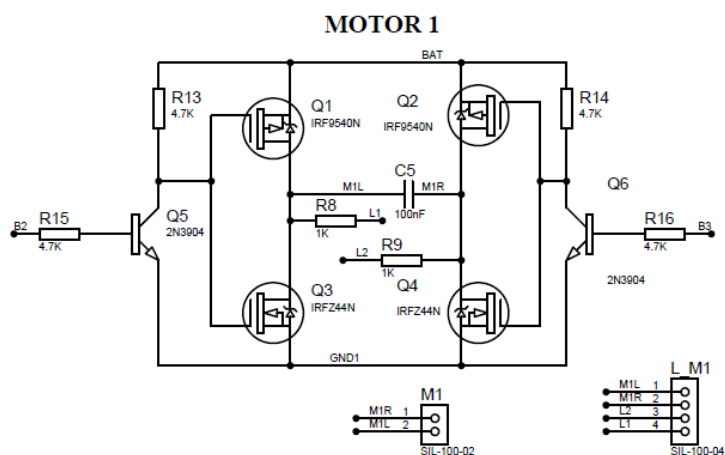 MOTOR 1
BAT
R13
4.7K
Q1
IRF9540N
Q2
IRF9540N
R14
4.7K
C5
100nF
M1L
M1R
Q6
2N3904
B2
R15
4.7K
Q5
2N3904
R8
1K
L1
L2
R9
1K
R16
4.7K
B3
Q3
IRFZ44N
Q4
IRFZ44N
GND1
M1
M1R 1
M1L 2
SIL-100-02
L_M1
M1L 1
M1R 2
L2 3
L1 4
SIL-100-04